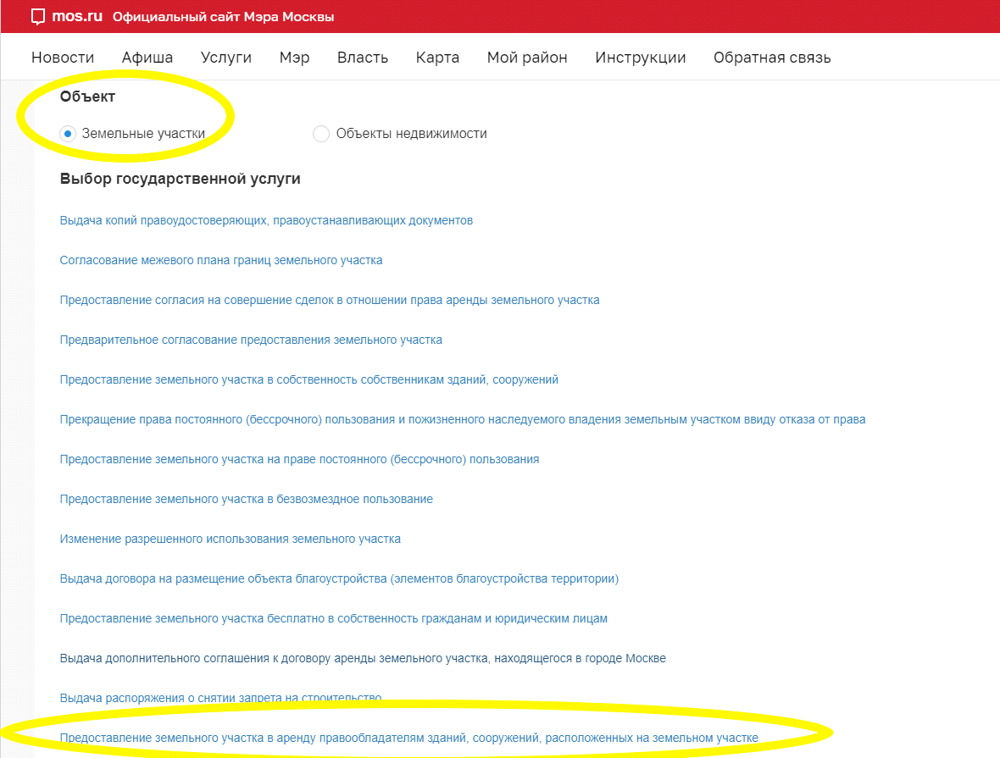 mos.ru Официальный сайт Мэра Москвы
Новости Афиша Услуги Мэр Власть Карта Мой район Инструкции Обратная связь
Объект
Земельные участки Объекты недвижимости
Выбор государственной услуги
Выдача копий правоудостоверяющих, правоустанавливающих документов
Согласование межевого плана границ земельного участка
Предоставление согласия на совершение сделок в отношении права аренды земельного участка
Предварительное согласование предоставления земельного участка
Предоставление земельного участка в собственность собственникам зданий, сооружений
Прекращение права постоянного (бессрочного) пользования и пожизненного наследуемого владения земельным участком ввиду отказа от права
Предоставление земельного участка на праве постоянного (бессрочного) пользования
Предоставление земельного участка в безвозмездное пользование
Изменение разрешенного использования земельного участка
Выдача договора на размещение объекта благоустройства (элементов благоустройства территории)
Предоставление земельного участка бесплатно в собственность гражданам и юридическим лицам
Выдача дополнительного соглашения к договору аренды земельного участка, находящегося в городе Москве
Выдача распоряжения о снятии запрета на строительство
Предоставление земельного участка в аренду правообладателям зданий, сооружений, расположенных на земельном участке